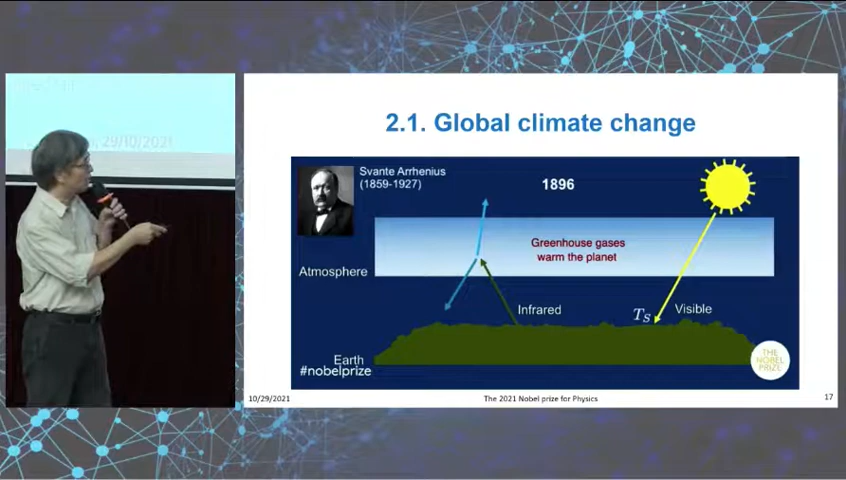 29/10/2021
2.1. Global climate change
Svante Arrhenius
(1859-1927)
1896
Greenhouse gases
warm the planet
Atmosphere
Infrared
T_S
Visible
Earth
#nobelprize
THE
NOBEL
PRIZE
10/29/2021
The 2021 Nobel prize for Physics
17